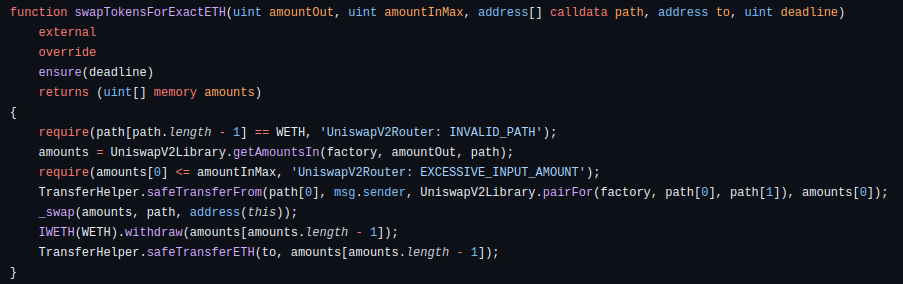 function swapTokensForExactETH(uint amountOut, uint amountInMax, address[] calldata path, address to, uint deadline)
    external
    override
    ensure(deadline)
    returns (uint[] memory amounts)
{
    require(path[path.length - 1] == WETH, 'UniswapV2Router: INVALID_PATH');
    amounts = UniswapV2Library.getAmountsIn(factory, amountOut, path);
    require(amounts[0] <= amountInMax, 'UniswapV2Router: EXCESSIVE_INPUT_AMOUNT');
    TransferHelper.safeTransferFrom(path[0], msg.sender, UniswapV2Library.pairFor(factory, path[0], path[1]), amounts[0]);
    _swap(amounts, path, address(this));
    IWETH(WETH).withdraw(amounts[amounts.length - 1]);
    TransferHelper.safeTransferETH(to, amounts[amounts.length - 1]);
}